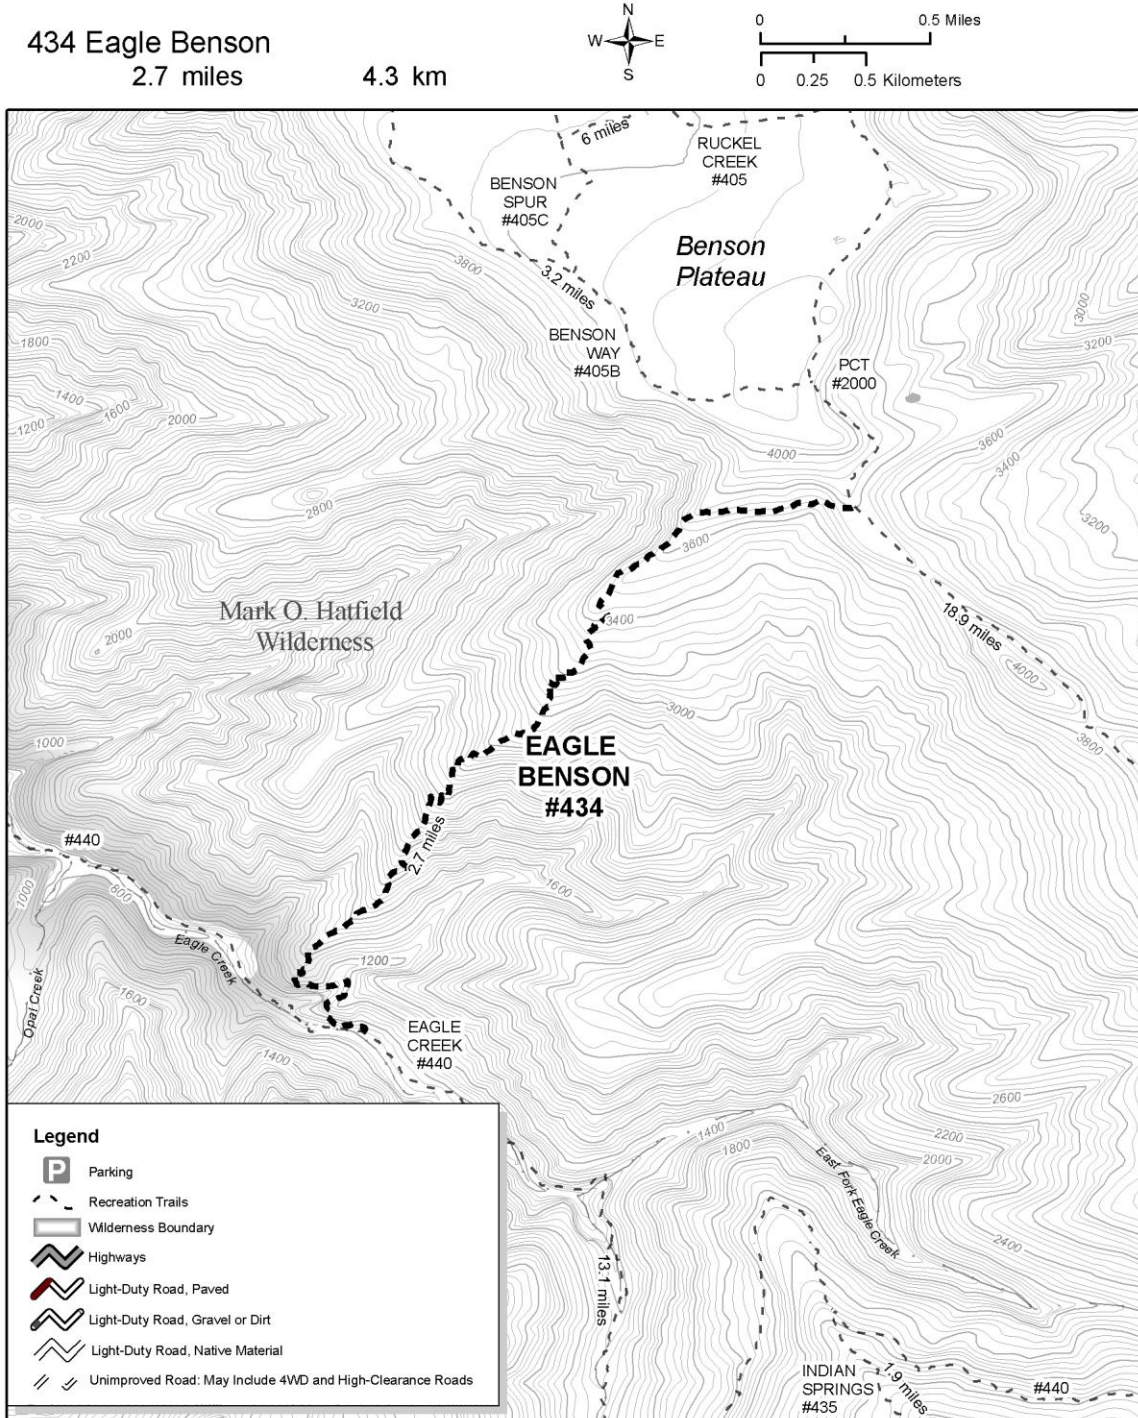 434 Eagle Benson
2.7 miles 4.3 km
N
W E
S
0 0.5 Miles
0 0.25 0.5 Kilometers
6 miles
RUCKEL
CREEK
#405
BENSON
SPUR
#405C
Benson
Plateau
2000
2200
3800
3.2 miles
3200
3000
3200
1800
BENSON
WAY
#405B
PCT
#2000
1400
1600
1200
2000
4000
3600
3400
2800
3200
3600
Mark O. Hatfield
Wilderness
2000
3400
18.9 miles
4000
3000
3800
1000
EAGLE
BENSON
#434
#440
2.7 miles
1000
800
1600
Eagle Creek
1200
Opal Creek
1600
1400
EAGLE
CREEK
#440
2600
1400
1800
2200
2000
East Fork Eagle Creek
2400
13.1 miles
INDIAN
SPRINGS
#435
1.9 miles
#440
Legend
P Parking
Recreation Trails
Wilderness Boundary
Highways
Light-Duty Road, Paved
Light-Duty Road, Gravel or Dirt
Light-Duty Road, Native Material
Unimproved Road: May Include 4WD and High-Clearance Roads